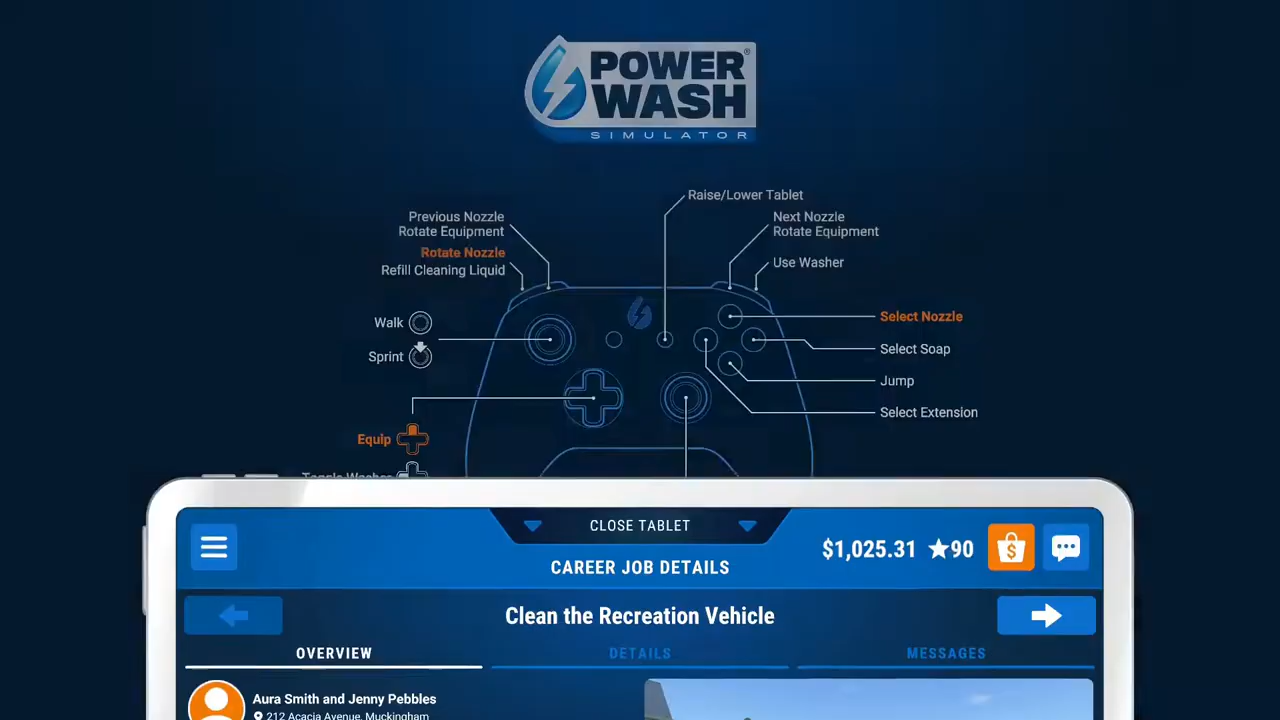 POWER®
WASH
SIMULATOR
Raise/Lower Tablet
Previous Nozzle
Rotate Equipment
Next Nozzle
Rotate Equipment
Rotate Nozzle
Refill Cleaning Liquid
Use Washer
Walk
Select Nozzle
Sprint
Select Soap
Jump
Select Extension
Equip
Toggle Washer
CLOSE TABLET
$1,025.31 ★90
CAREER JOB DETAILS
Clean the Recreation Vehicle
OVERVIEW
DETAILS
MESSAGES
Aura Smith and Jenny Pebbles
212 Acacia Avenue, Muckingham